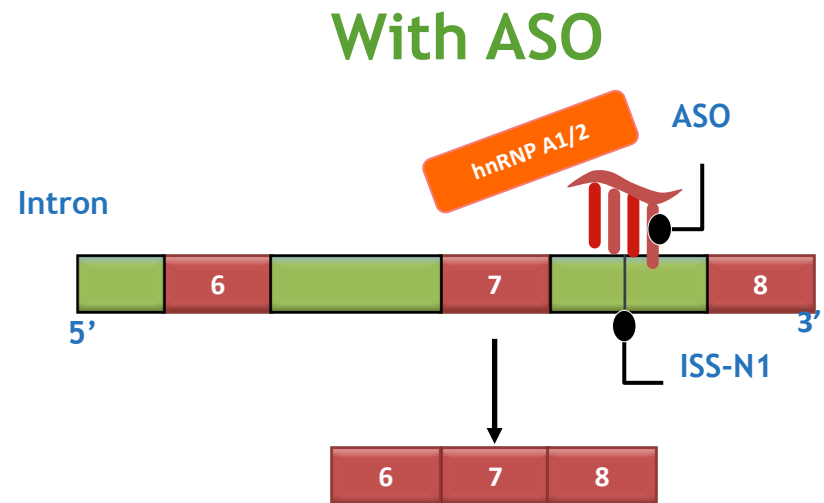 With ASO
ASO
hnRNP A1/2
Intron
6
7
8
5’
3’
ISS-N1
6
7
8